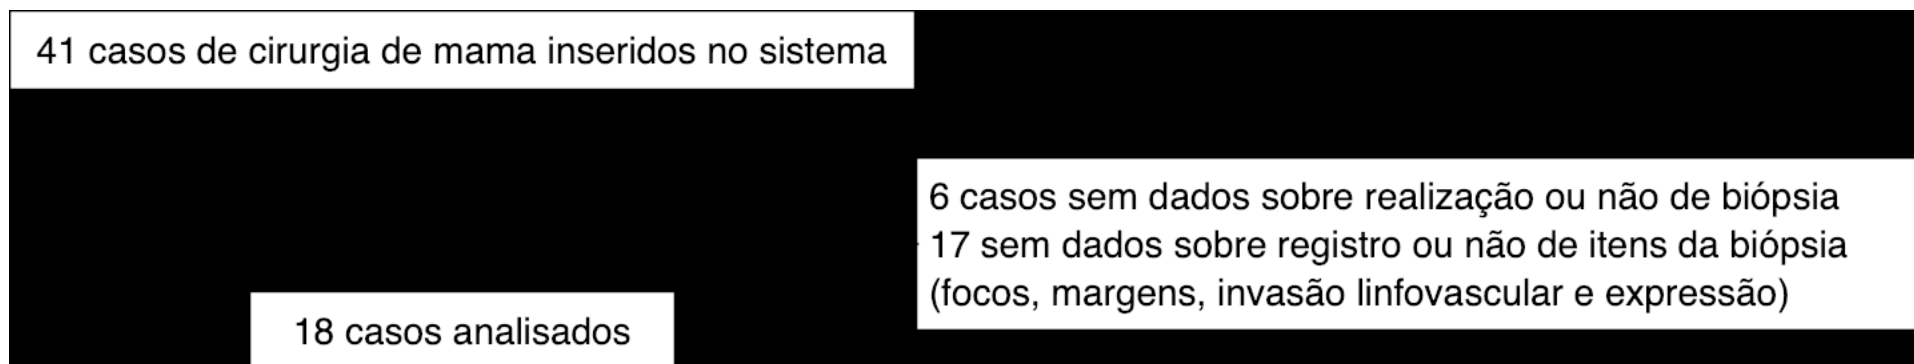 41 casos de cirurgia de mama inseridos no sistema
6 casos sem dados sobre realização ou não de biópsia
17 sem dados sobre registro ou não de itens da biópsia
(focos, margens, invasão linfovascular e expressão)
18 casos analisados